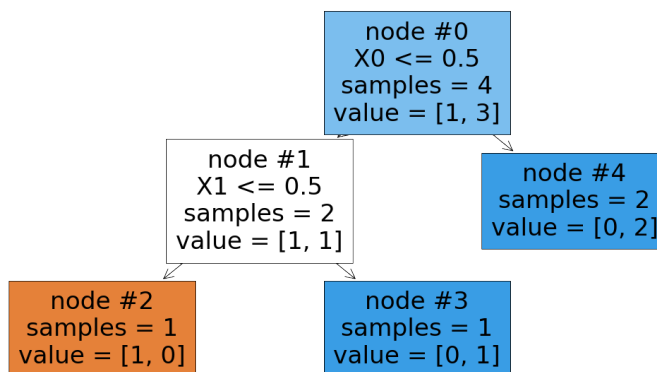 node #0
X0 <= 0.5
samples = 4
value = [1, 3]
node #1
X1 <= 0.5
samples = 2
value = [1, 1]
node #4
samples = 2
value = [0, 2]
node #2
samples = 1
value = [1, 0]
node #3
samples = 1
value = [0, 1]